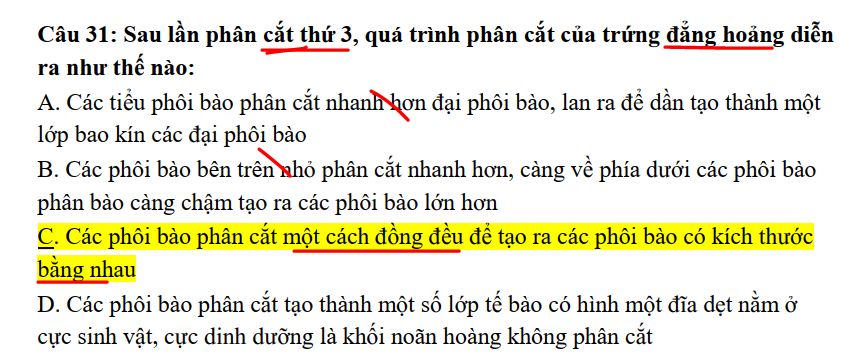 Câu 31: Sau lần phân cắt thứ 3, quá trình phân cắt của trứng đẳng hoảng diễn
ra như thế nào:
A. Các tiểu phôi bào phân cắt nhanh hơn đại phôi bào, lan ra để dần tạo thành một
lớp bao kín các đại phôi bào
B. Các phôi bào bên trên nhỏ phân cắt nhanh hơn, càng về phía dưới các phôi bào
phân bào càng chậm tạo ra các phôi bào lớn hơn
C. Các phôi bào phân cắt một cách đồng đều để tạo ra các phôi bào có kích thước
bằng nhau
D. Các phôi bào phân cắt tạo thành một số lớp tế bào có hình một đĩa dẹt nằm ở
cực sinh vật, cực dinh dưỡng là khối noãn hoàng không phân cắt